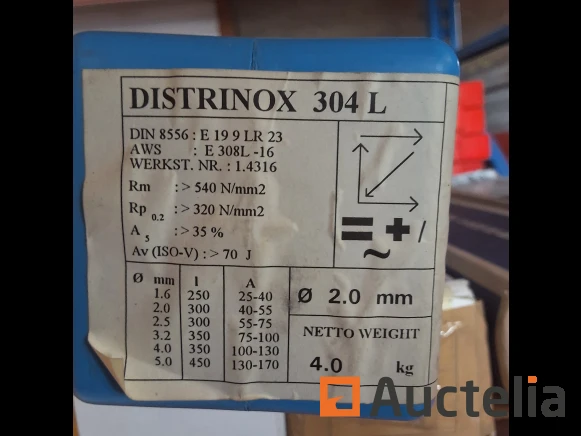 DISTRINOX 304 L
DIN 8556 : E 19 9 LR 23
AWS : E 308L -16
WERKST. NR. : 1.4316
Rm : > 540 N/mm2
Rp 0.2 : > 320 N/mm2
A 5 : > 35 %
Av (ISO-V) : > 70 J
= + / ~
Ø mm l A
1.6 250 25-40
2.0 300 40-55
2.5 300 55-75
3.2 350 75-100
4.0 350 100-130
5.0 450 130-170
Ø 2.0 mm
NETTO WEIGHT
4.0 kg
Auctelia